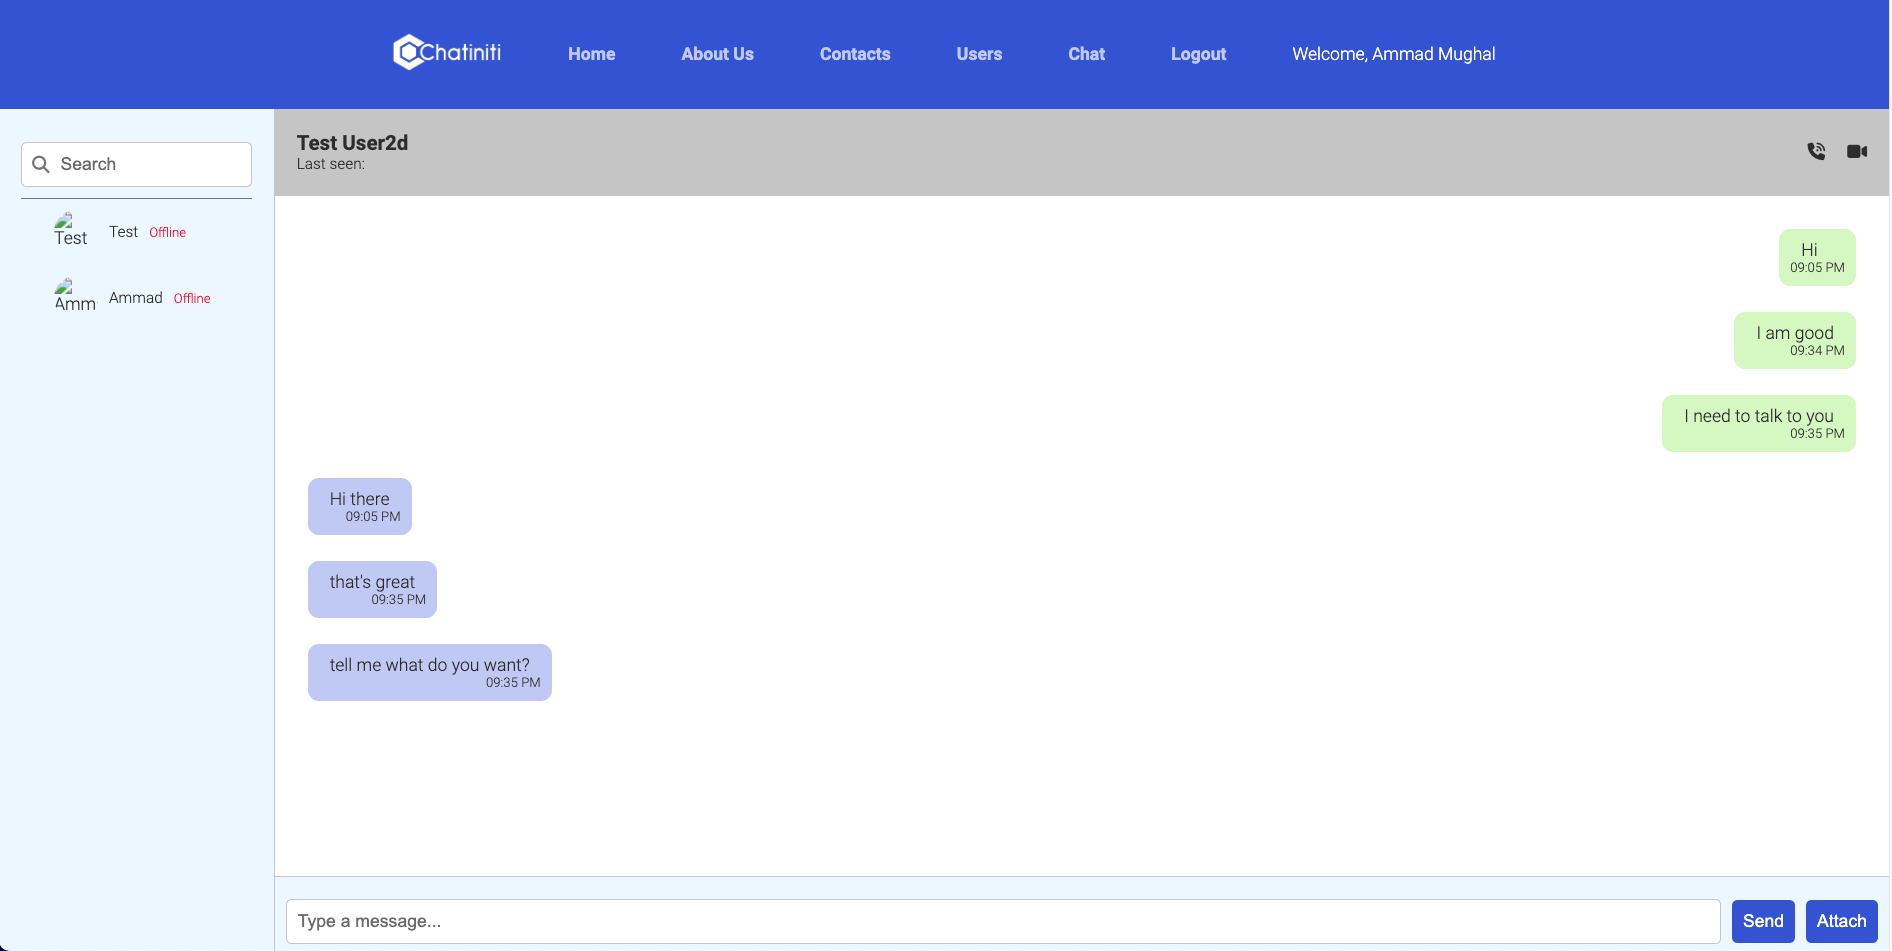 Chatiniti
Home
About Us
Contacts
Users
Chat
Logout
Welcome, Ammad Mughal
Search
Test
Test Offline
Amm
Ammad Offline
Test User2d
Last seen:
Hi
09:05 PM
I am good
09:34 PM
I need to talk to you
09:35 PM
Hi there
09:05 PM
that's great
09:35 PM
tell me what do you want?
09:35 PM
Type a message...
Send
Attach